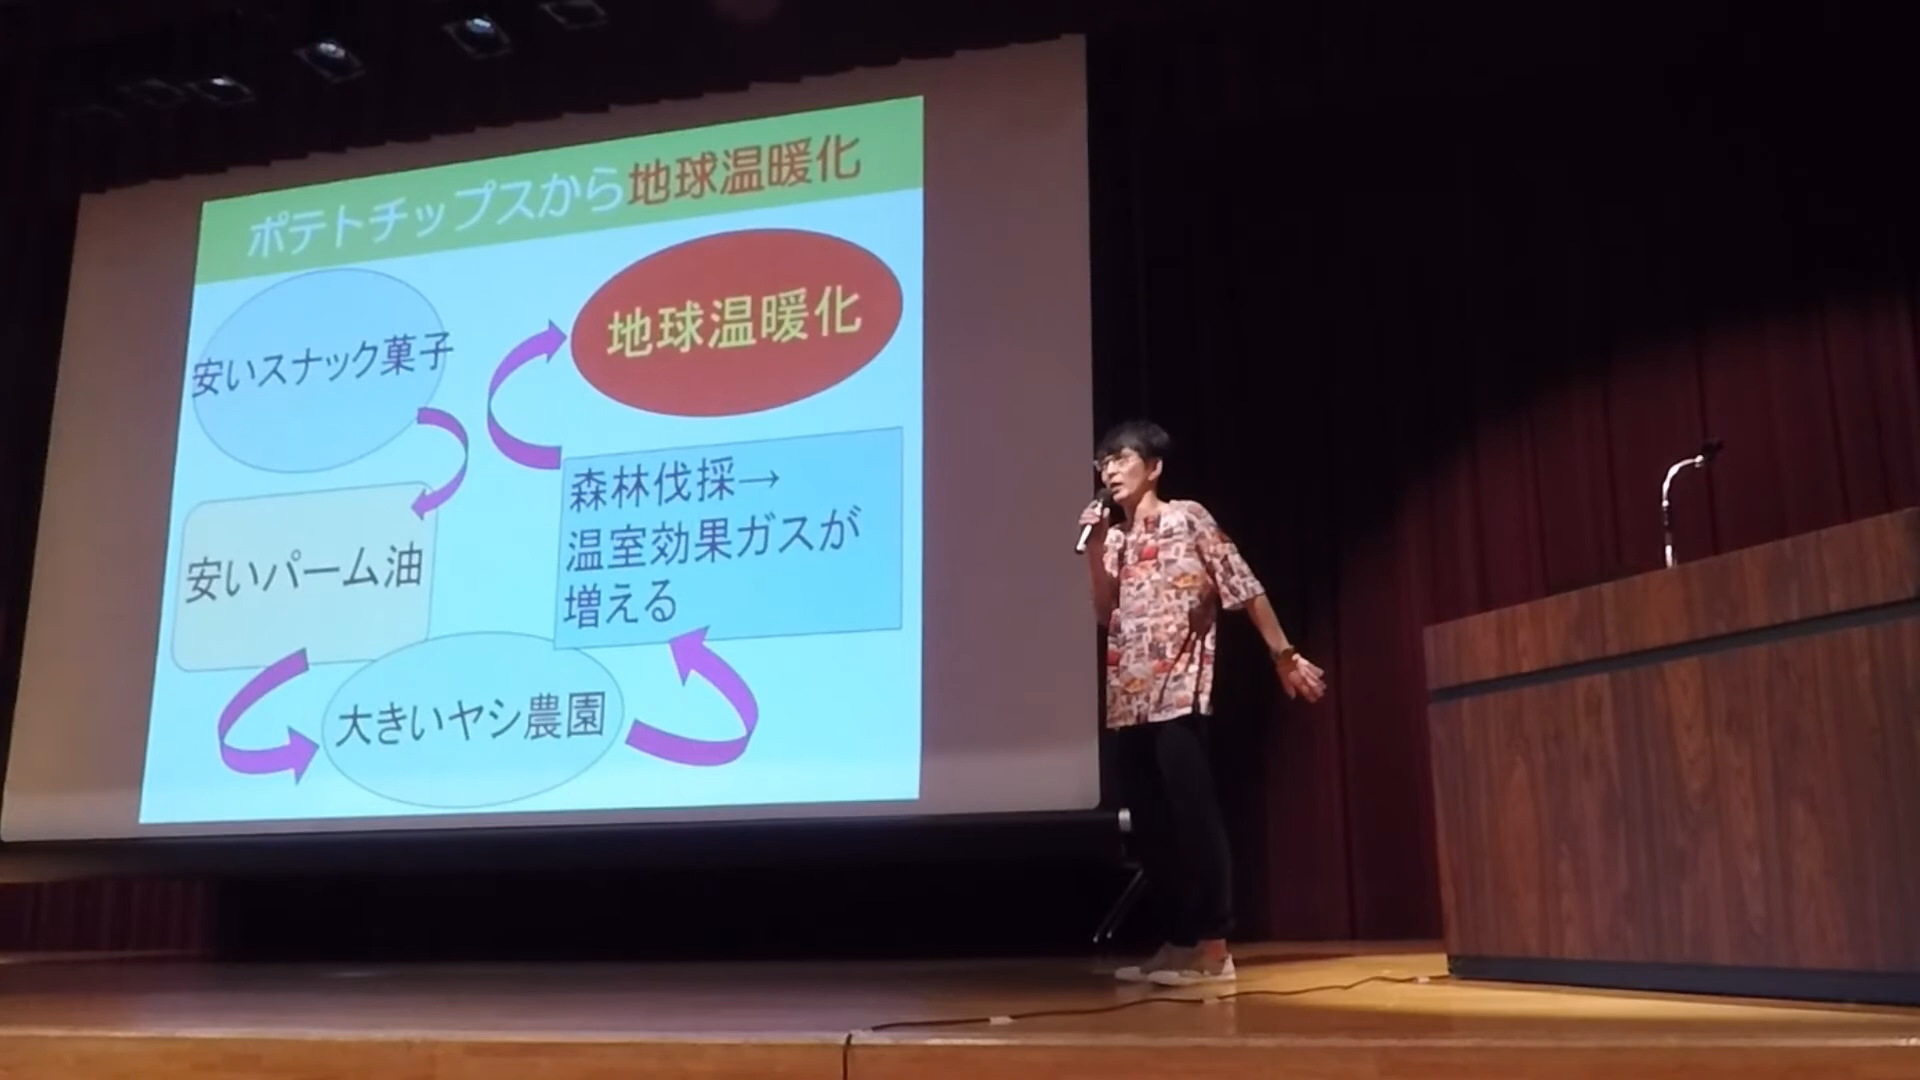 ポテトチップスから地球温暖化
安いスナック菓子
安いパーム油
大きいヤシ農園
森林伐採→
温室効果ガスが
増える
地球温暖化